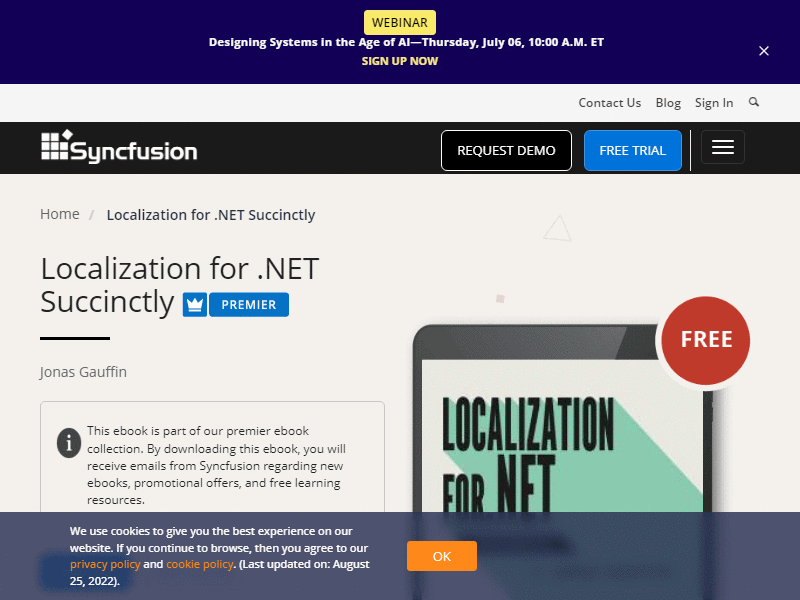 WEBINAR
Designing Systems in the Age of AI—Thursday, July 06, 10:00 A.M. ET
SIGN UP NOW
Contact Us Blog Sign In
Syncfusion
REQUEST DEMO
FREE TRIAL
Home / Localization for .NET Succinctly
Localization for .NET
Succinctly PREMIER
Jonas Gauffin
FREE
This ebook is part of our premier ebook
collection. By downloading this ebook, you will
receive emails from Syncfusion regarding new
ebooks, promotional offers, and free learning
resources.
LOCALIZATION
FOR .NET
We use cookies to give you the best experience on our
website. If you continue to browse, then you agree to our
privacy policy and cookie policy. (Last updated on: August
25, 2022).
OK